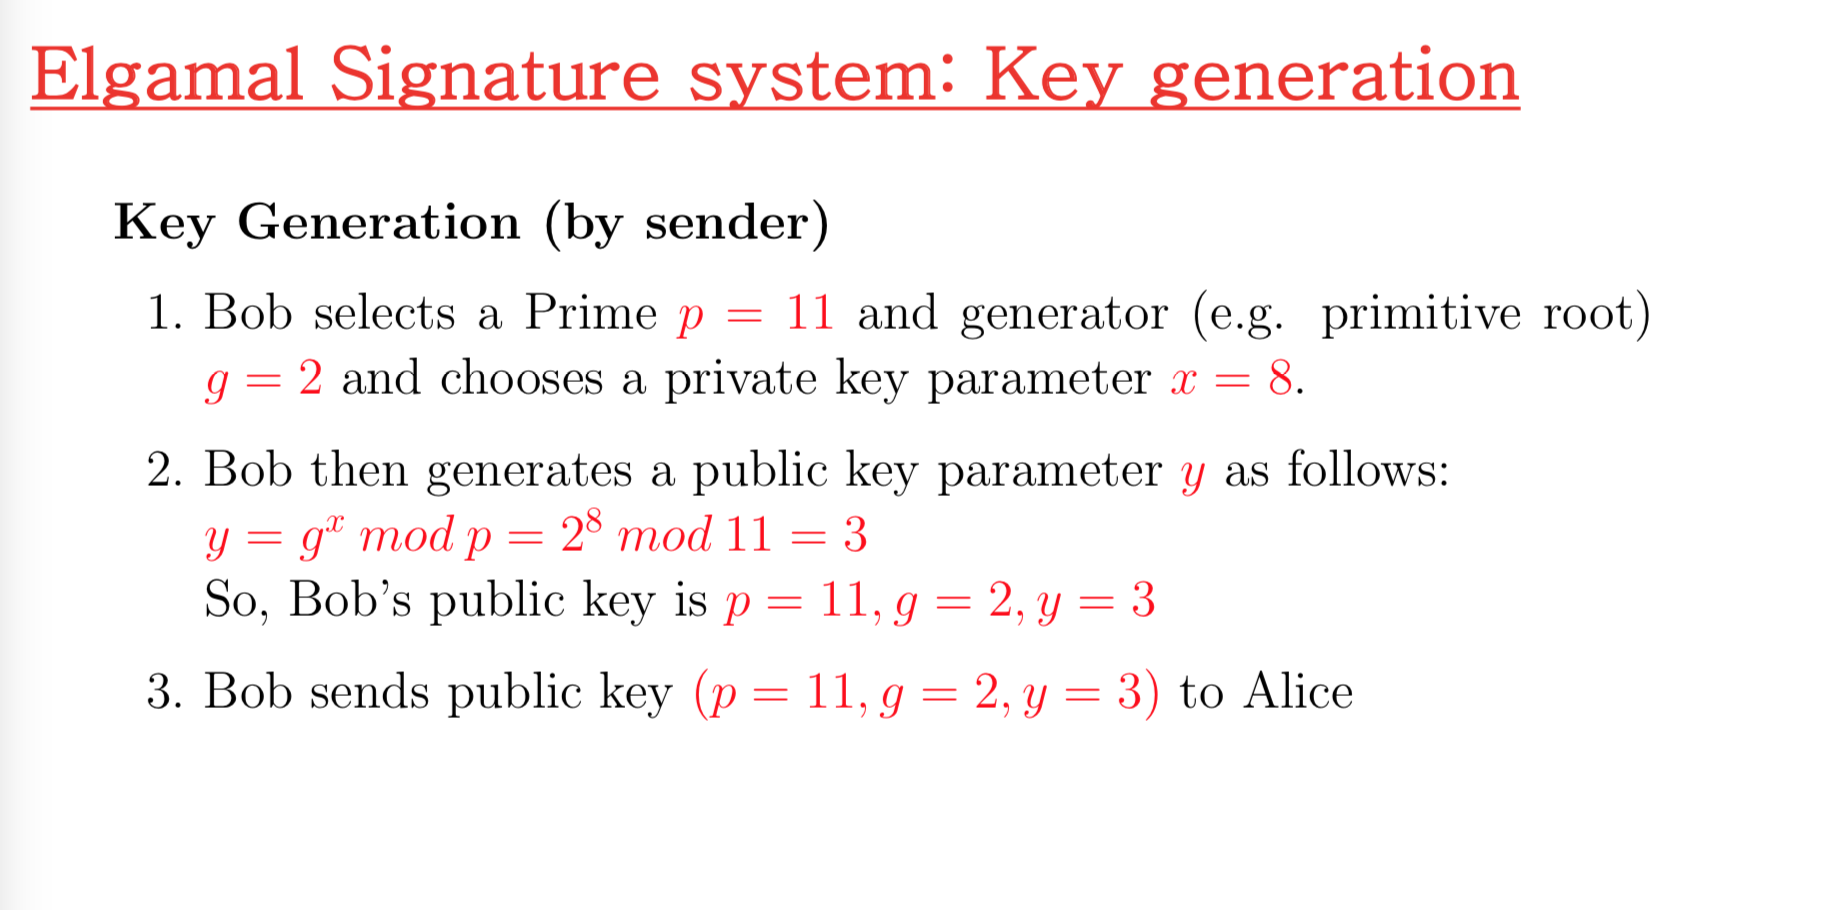 Elgamal Signature system: Key generation
Key Generation (by sender)
1. Bob selects a Prime p = 11 and generator (e.g. primitive root)
g = 2 and chooses a private key parameter x = 8.
2. Bob then generates a public key parameter y as follows:
y = gˣ mod p = 2⁸ mod 11 = 3
So, Bob's public key is p = 11, g = 2, y = 3
3. Bob sends public key (p = 11, g = 2, y = 3) to Alice